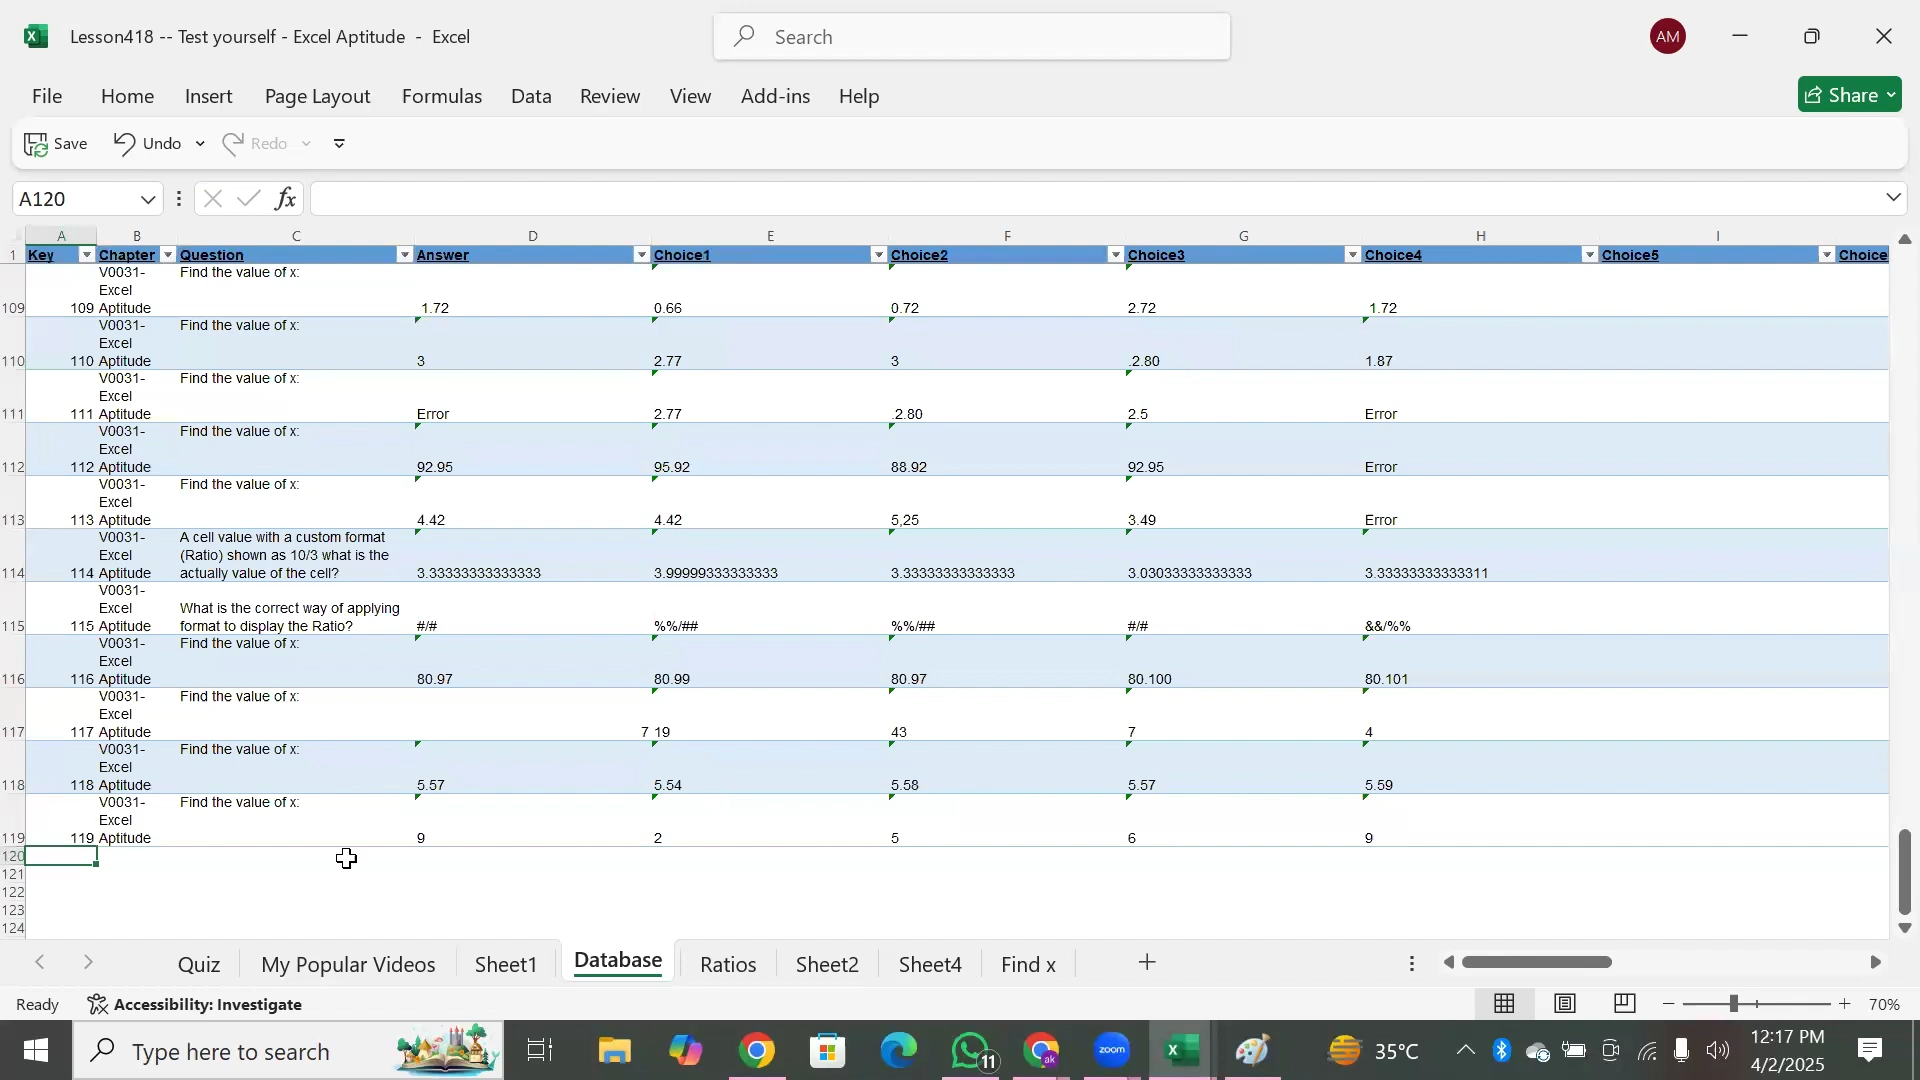 Lesson418 -- Test yourself - Excel Aptitude - Excel
Search
AM
File Home Insert Page Layout Formulas Data Review View Add-ins Help
Share
Save Undo Redo
A120
fx
A B C D E F G H I
1 Key Chapter Question Answer Choice1 Choice2 Choice3 Choice4 Choice5 Choice
V0031- Find the value of x:
Excel
109 109 Aptitude 1.72 0.66 0.72 2.72 1.72
V0031- Find the value of x:
Excel
110 110 Aptitude 3 2.77 3 .2.80 1.87
V0031- Find the value of x:
Excel
111 111 Aptitude Error 2.77 .2.80 2.5 Error
V0031- Find the value of x:
Excel
112 112 Aptitude 92.95 95.92 88.92 92.95 Error
V0031- Find the value of x:
Excel
113 113 Aptitude 4.42 4.42 5,25 3.49 Error
V0031- A cell value with a custom format
Excel (Ratio) shown as 10/3 what is the
114 114 Aptitude actually value of the cell? 3.33333333333333 3.99999333333333 3.33333333333333 3.03033333333333 3.33333333333311
V0031-
Excel What is the correct way of applying
115 115 Aptitude format to display the Ratio? #/# %%/## %%/## #/# &&/%%
V0031- Find the value of x:
Excel
116 116 Aptitude 80.97 80.99 80.97 80.100 80.101
V0031- Find the value of x:
Excel
117 117 Aptitude 7 19 43 7 4
V0031- Find the value of x:
Excel
118 118 Aptitude 5.57 5.54 5.58 5.57 5.59
V0031- Find the value of x:
Excel
119 119 Aptitude 9 2 5 6 9
120
121
122
123
124
Quiz My Popular Videos Sheet1 Database Ratios Sheet2 Sheet4 Find x
Ready Accessibility: Investigate 70%
Type here to search 11 ak zoom 35°C 12:17 PM
4/2/2025